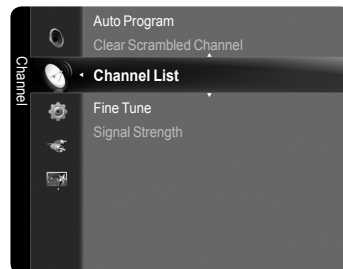 Channel
Auto Program
Clear Scrambled Channel
Channel List
Fine Tune
Signal Strength